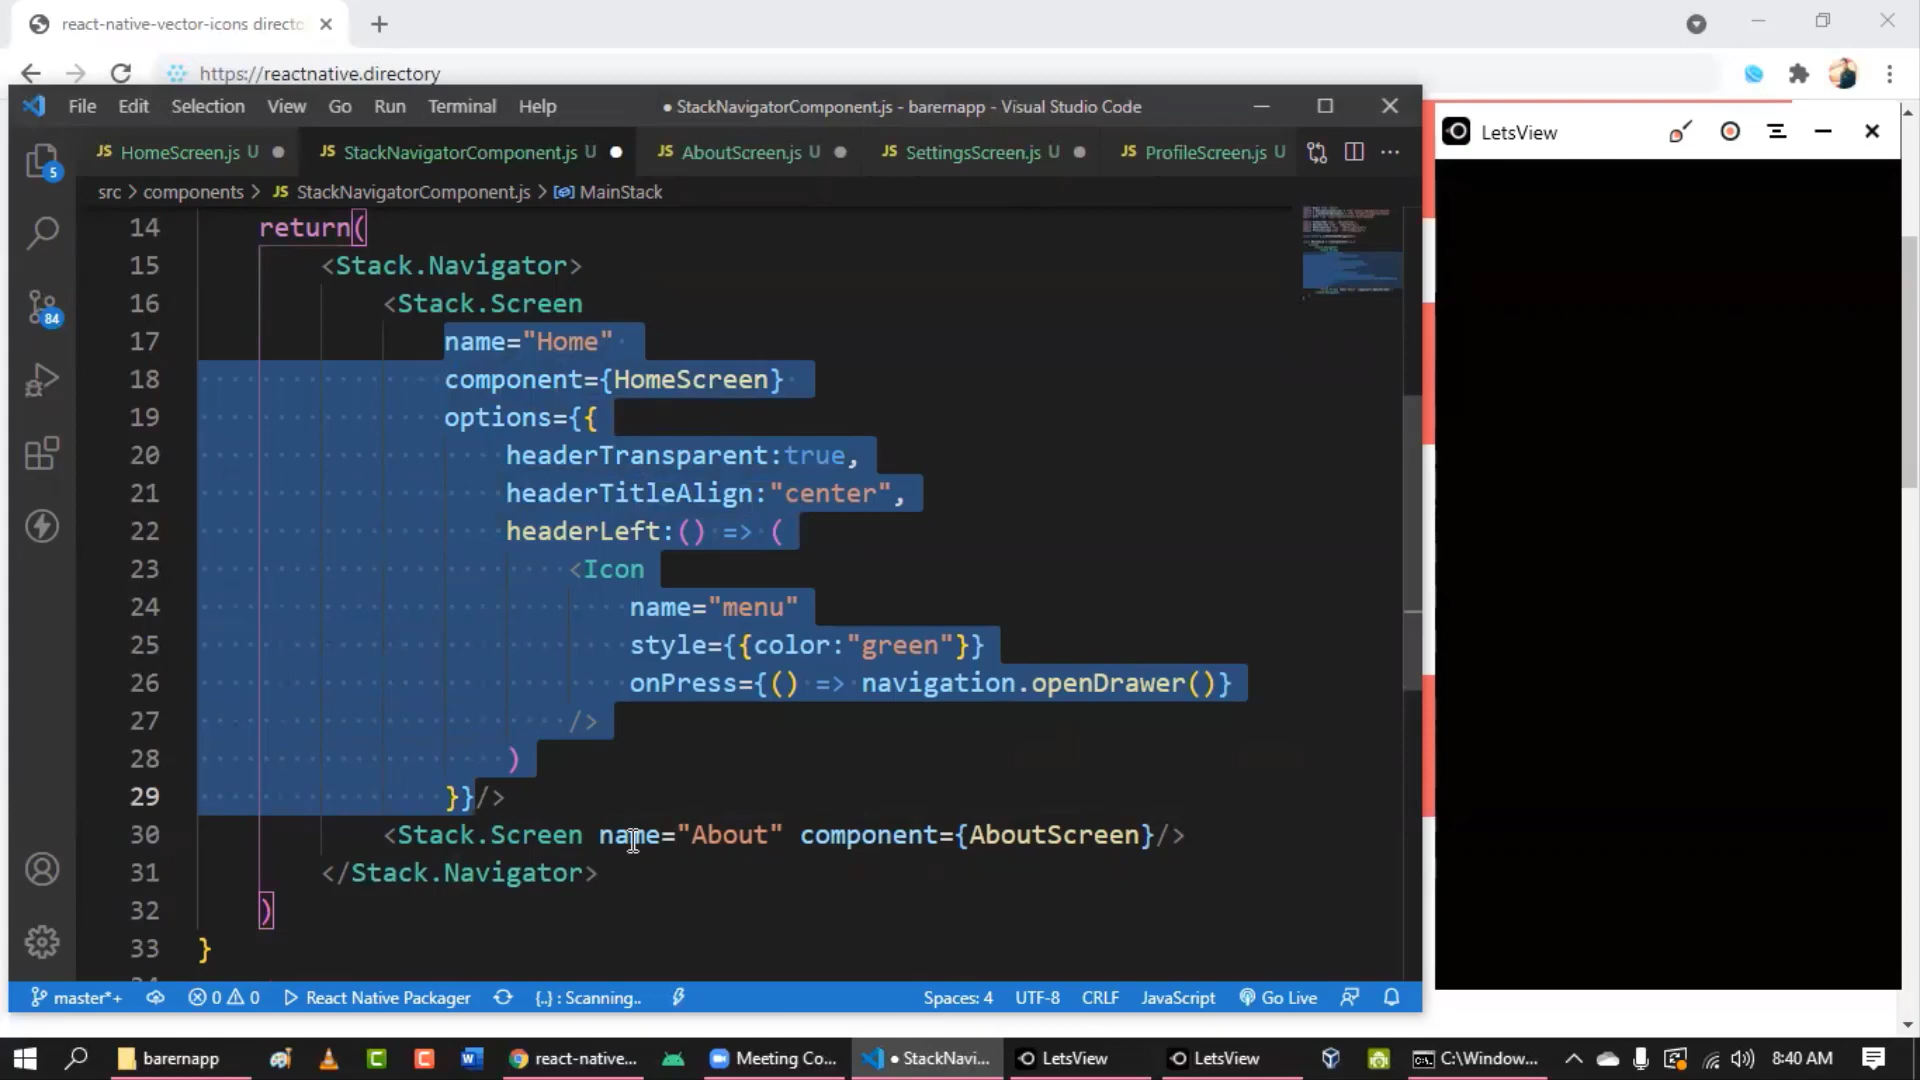 react-native-vector-icons directo
https://reactnative.directory
File Edit Selection View Go Run Terminal Help
● StackNavigatorComponent.js - barernapp - Visual Studio Code
JS HomeScreen.js U
JS StackNavigatorComponent.js U
JS AboutScreen.js U
JS SettingsScreen.js U
JS ProfileScreen.js U
src > components > JS StackNavigatorComponent.js > MainStack
14 return(
15 <Stack.Navigator>
16 <Stack.Screen
17 name="Home"
18 component={HomeScreen}
19 options={{
20 headerTransparent:true,
21 headerTitleAlign:"center",
22 headerLeft:() => (
23 <Icon
24 name="menu"
25 style={{color:"green"}}
26 onPress={() => navigation.openDrawer()}
27 />
28 )
29 }}/>
30 <Stack.Screen name="About" component={AboutScreen}/>
31 </Stack.Navigator>
32 )
33 }
5
84
LetsView
master*+ 0 0 React Native Packager {..} : Scanning.. Spaces: 4 UTF-8 CRLF JavaScript Go Live
barernapp
react-native...
Meeting Co...
● StackNavi...
LetsView
LetsView
C:\Window...
8:40 AM